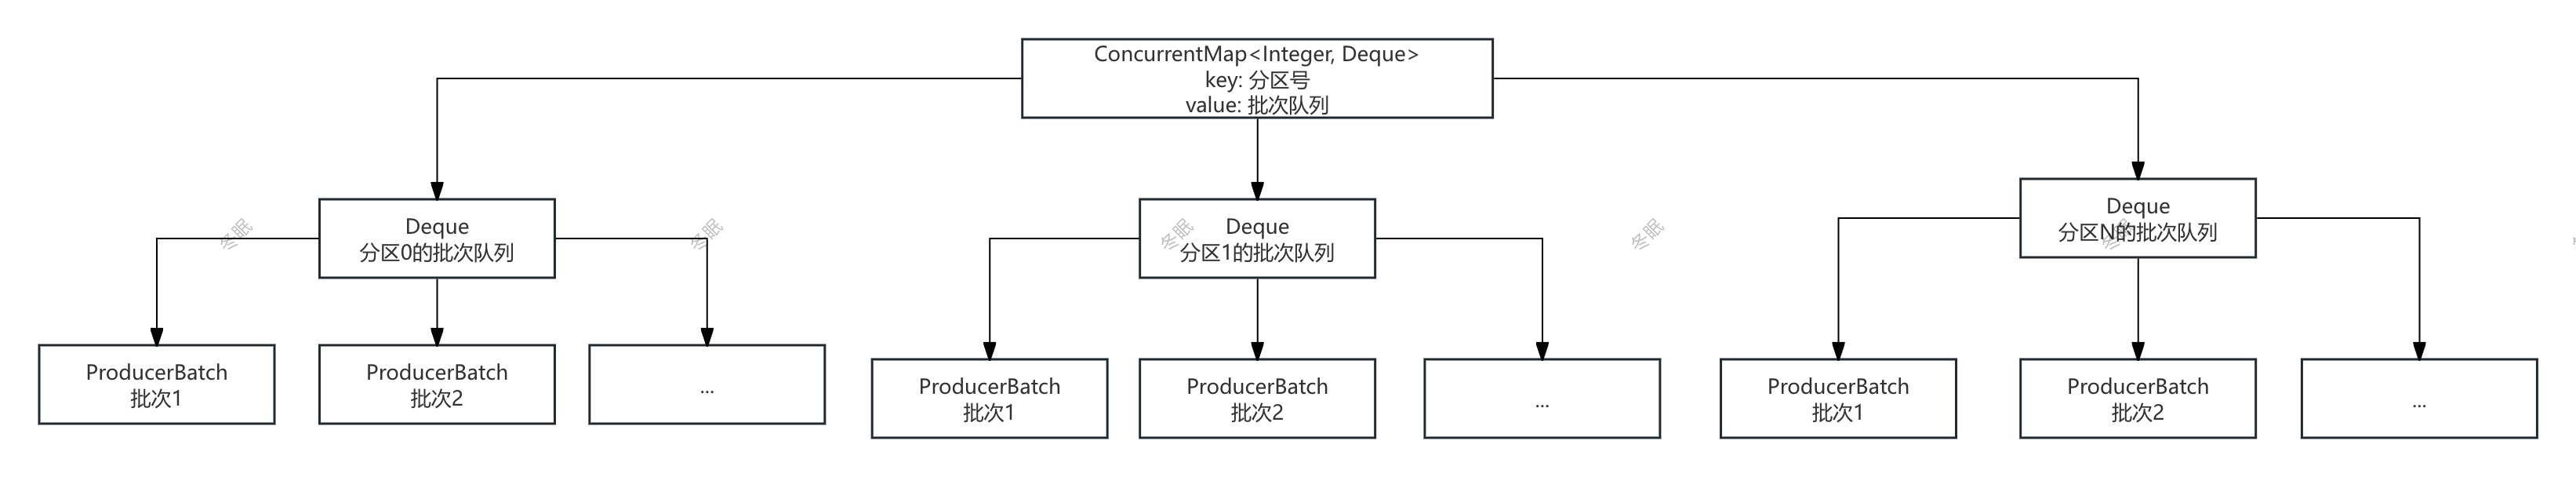 ConcurrentMap<Integer, Deque>
key: 分区号
value: 批次队列
Deque
分区0的批次队列
Deque
分区1的批次队列
Deque
分区N的批次队列
冬眠
冬眠
冬眠
冬眠
冬眠
ProducerBatch
批次1
ProducerBatch
批次2
...
ProducerBatch
批次1
ProducerBatch
批次2
...
ProducerBatch
批次1
ProducerBatch
批次2
...